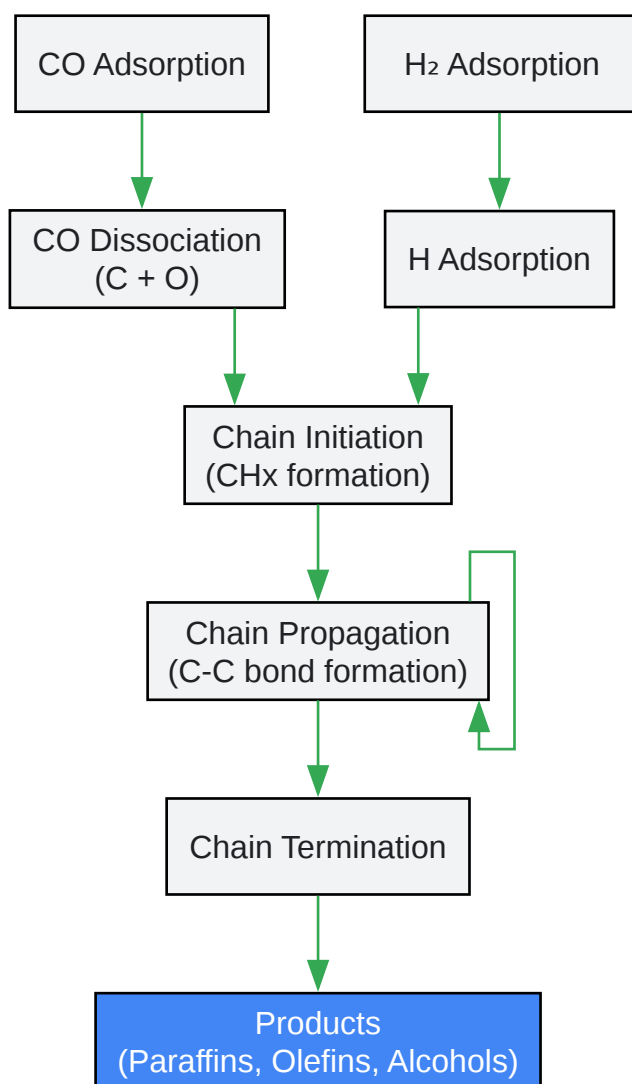 CO Adsorption
H₂ Adsorption
CO Dissociation
(C + O)
H Adsorption
Chain Initiation
(CHx formation)
Chain Propagation
(C-C bond formation)
Chain Termination
Products
(Paraffins, Olefins, Alcohols)